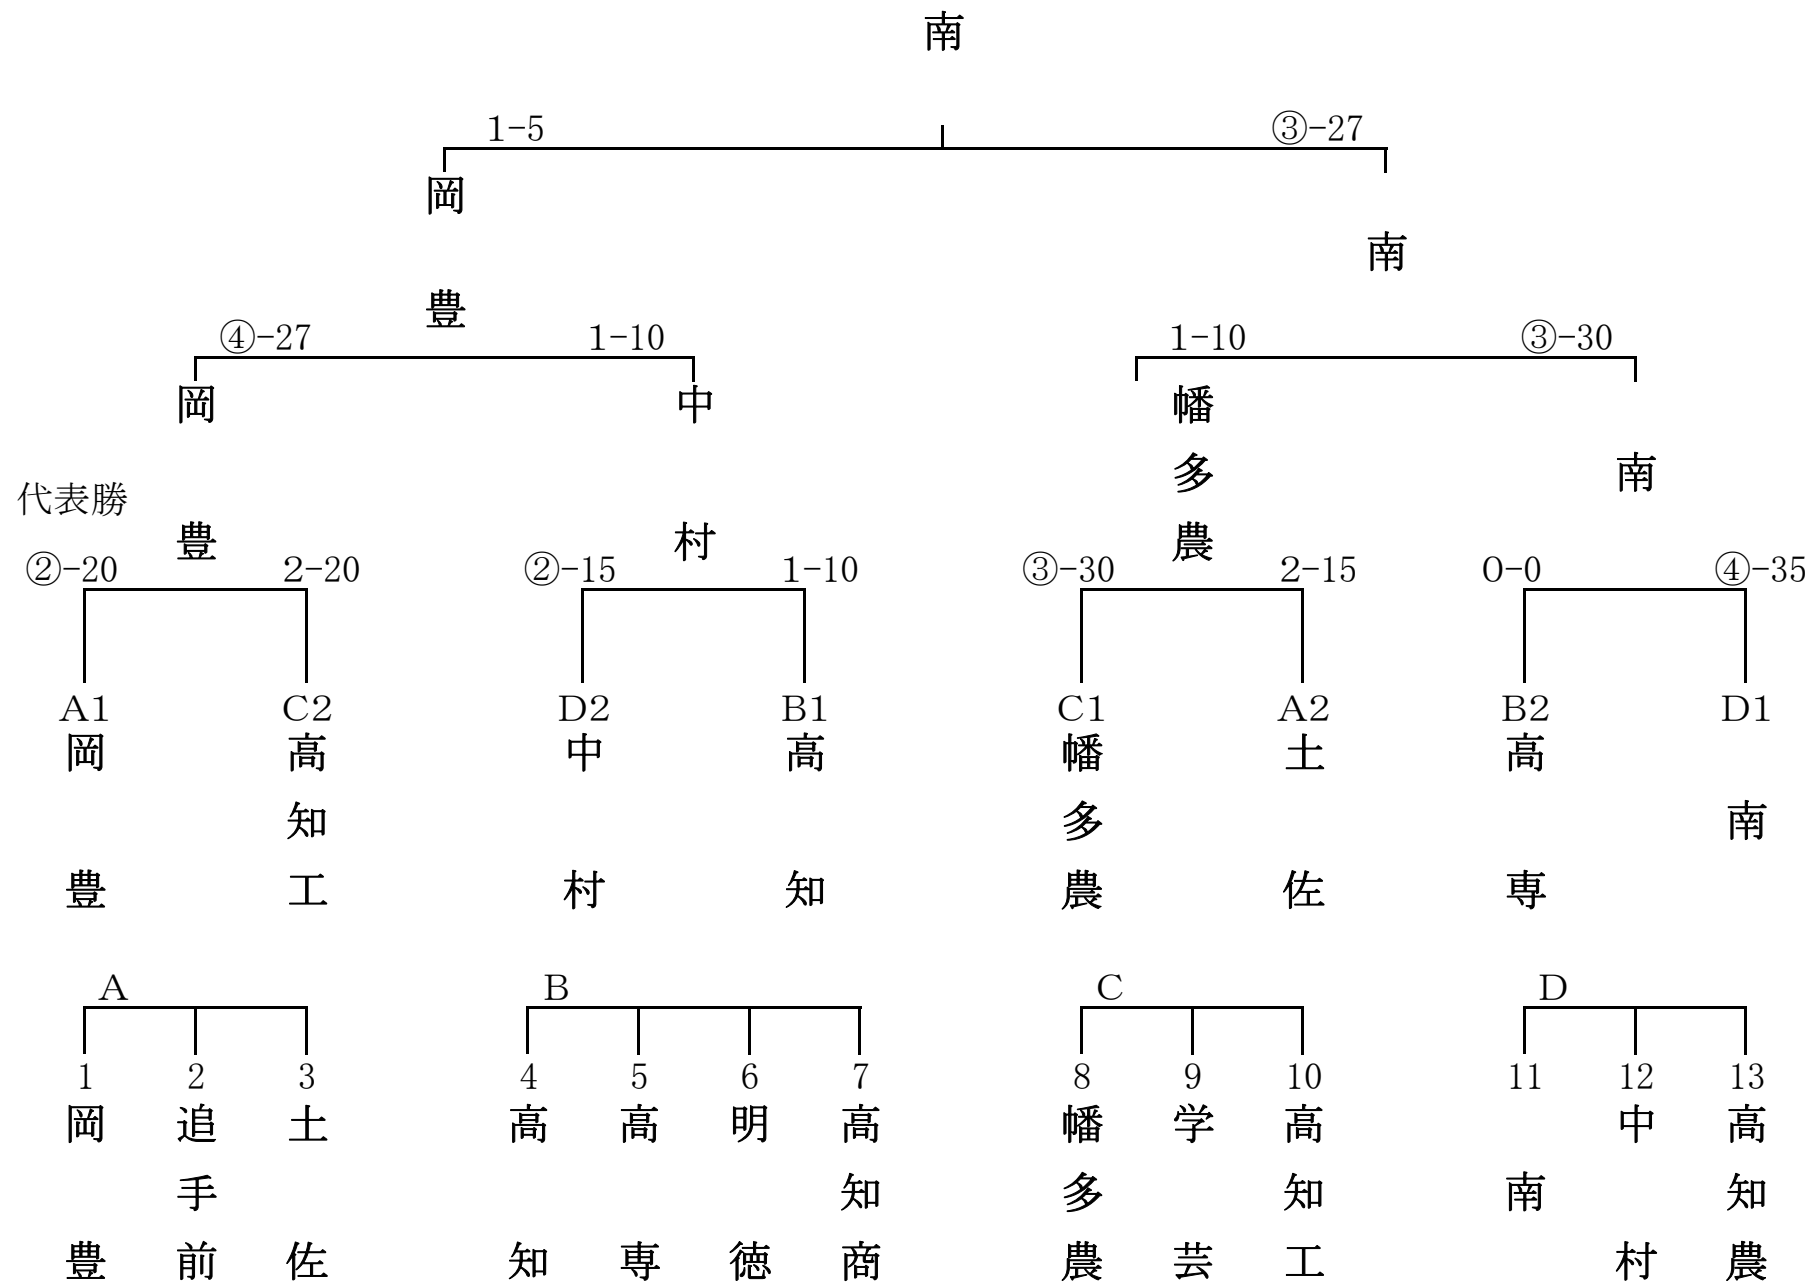 南
1-5 ③-27
岡豊 南
④-27 1-10 1-10 ③-30
岡豊 中村 幡多農 南
代表勝
②-20 2-20 ②-15 1-10 ③-30 2-15 0-0 ④-35
A1 C2 D2 B1 C1 A2 B2 D1
岡豊 高知工 中村 高知 幡多農 土佐 高専 南
A B C D
1 2 3 4 5 6 7 8 9 10 11 12 13
岡豊 追手前 土佐 高知 高専 明徳 高知商 幡多農 学芸 高知工 南 中村 高知農